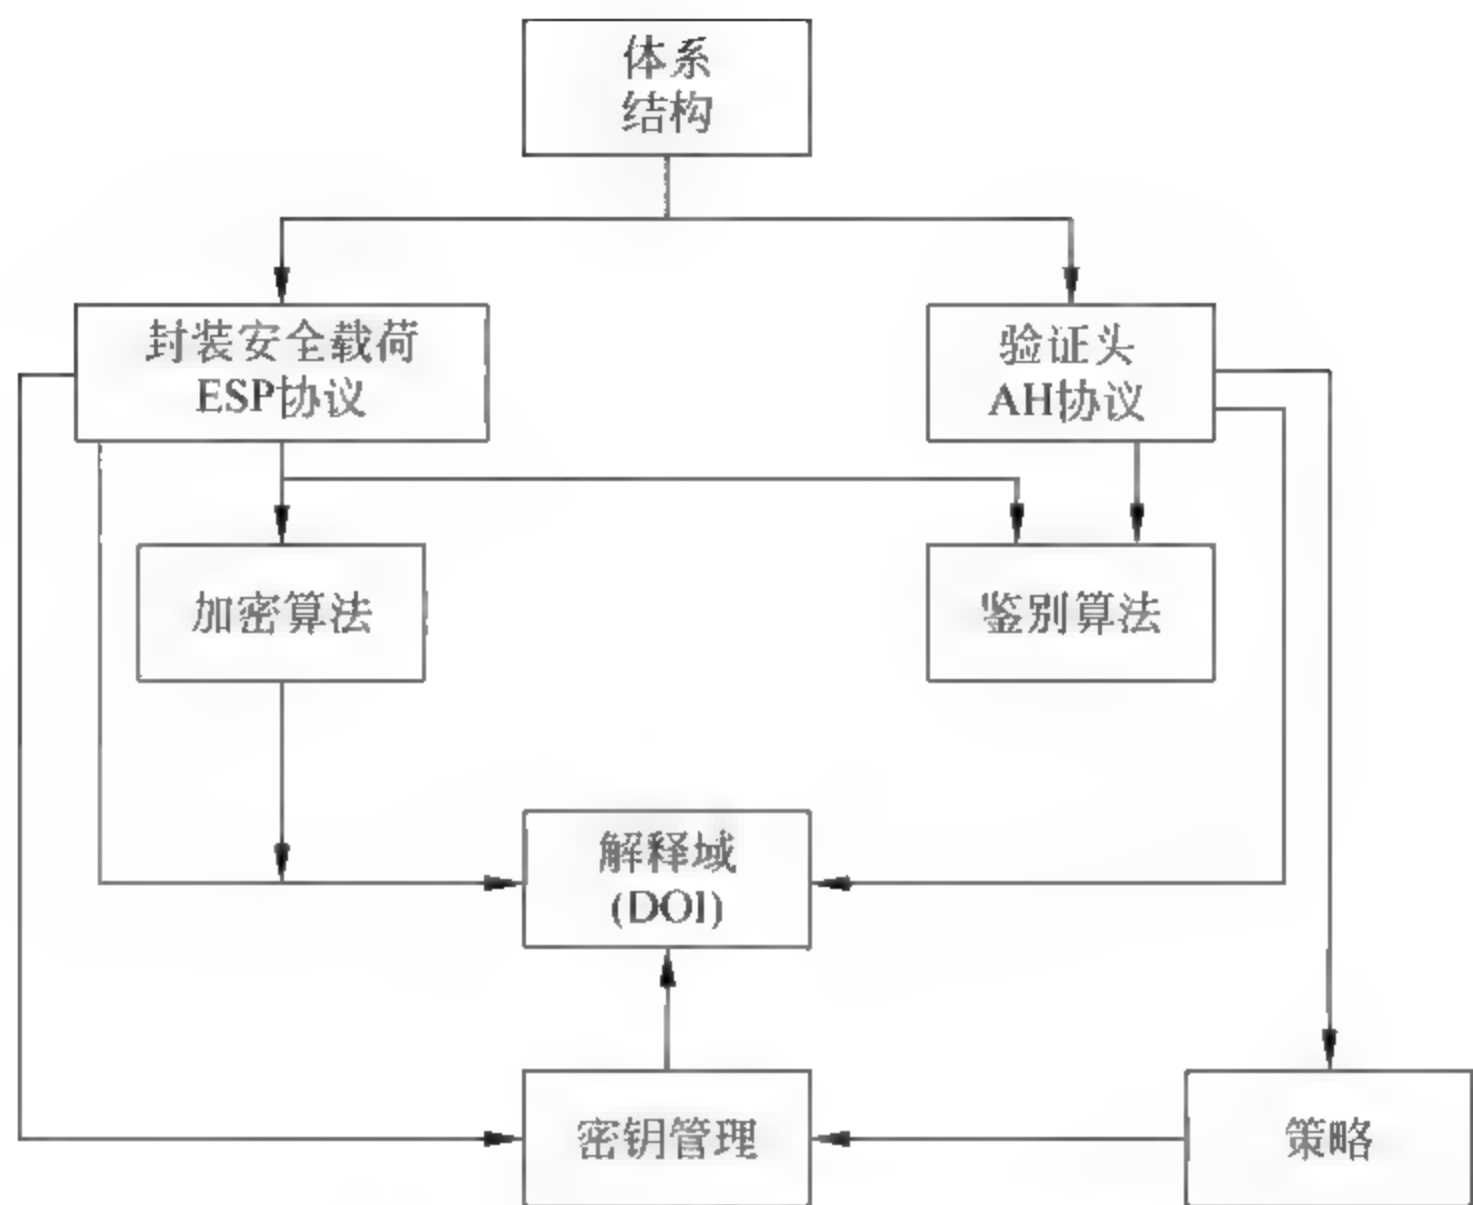 体系
结构
封装安全载荷
ESP协议
验证头
AH协议
加密算法
鉴别算法
解释域
(DOI)
密钥管理
策略